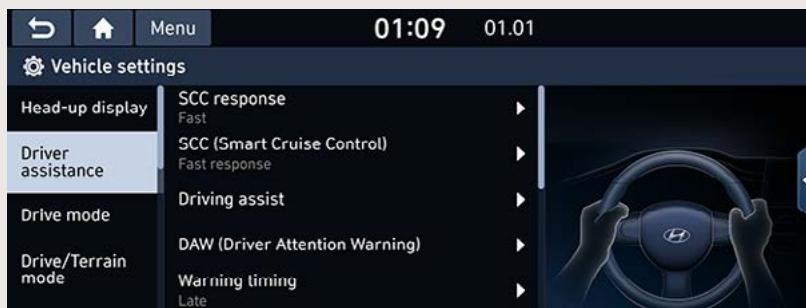 Menu
01:09
01.01
Vehicle settings
Head-up display
Driver
assistance
Drive mode
Drive/Terrain
mode
SCC response
Fast
SCC (Smart Cruise Control)
Fast response
Driving assist
DAW (Driver Attention Warning)
Warning timing
Late